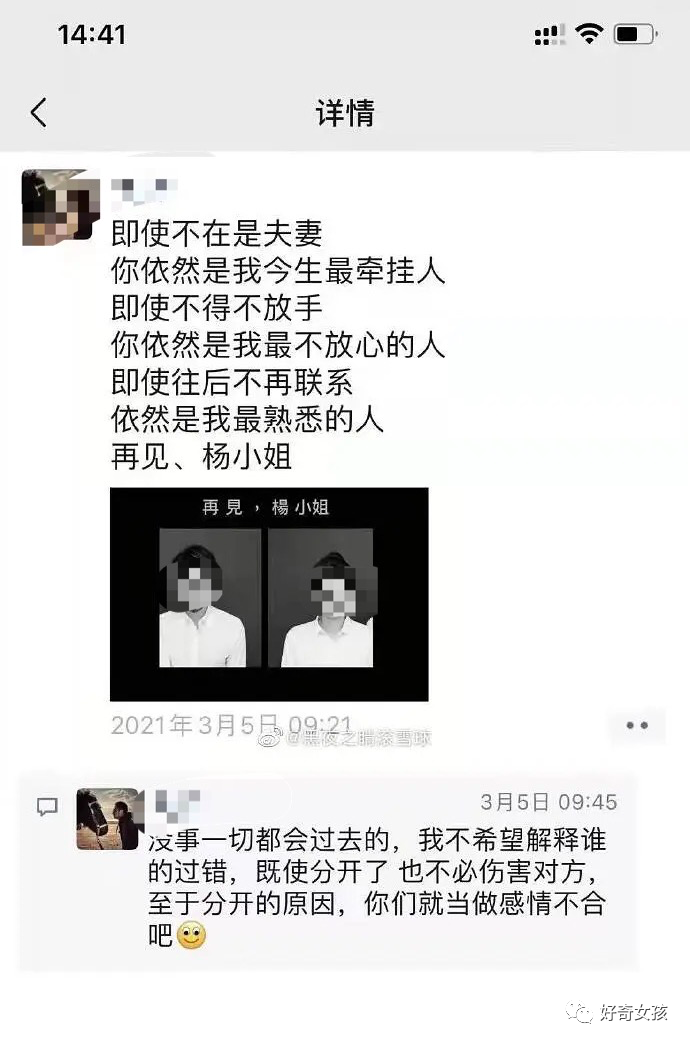 14:41
详情
即使不在是夫妻
你依然是我今生最牵挂人
即使不得不放手
你依然是我最不放心的人
即使往后不再联系
依然是我最熟悉的人
再见、杨小姐
再見，楊小姐
2021年3月5日 09:21
@黑夜之睛滚雪球
3月5日 09:45
没事一切都会过去的，我不希望解释谁
的过错，既使分开了 也不必伤害对方，
至于分开的原因，你们就当做感情不合
吧
好奇女孩